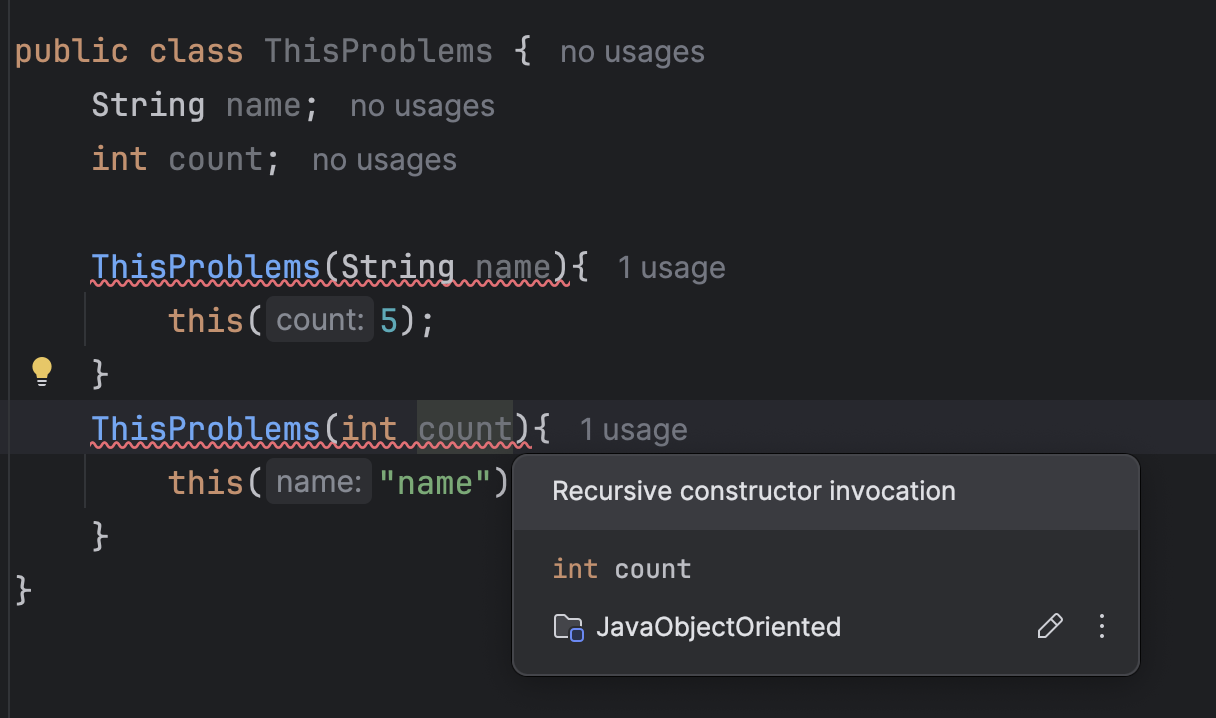 public class ThisProblems { no usages
String name; no usages
int count; no usages
ThisProblems(String name){ 1 usage
this( count: 5);
}
ThisProblems(int count){ 1 usage
this( name: "name")
Recursive constructor invocation
}
int count
}
JavaObjectOriented